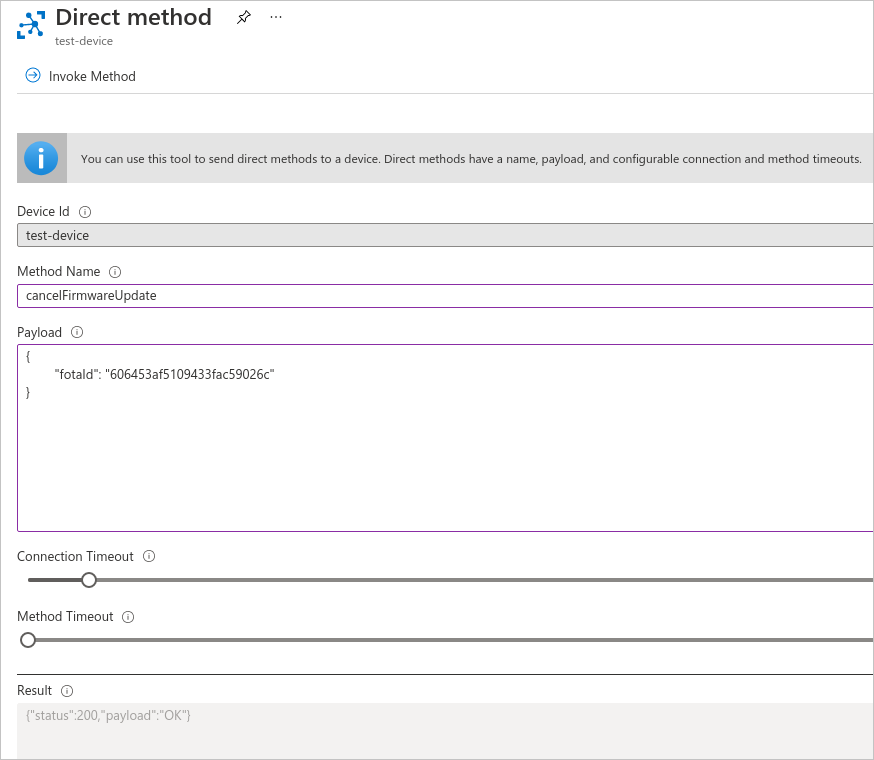 Direct method
...
test-device
Invoke Method
You can use this tool to send direct methods to a device. Direct methods have a name, payload, and configurable connection and method timeouts.
Device Id
test-device
Method Name
cancelFirmwareUpdate
Payload
{
"fotaId": "606453af5109433fac59026c"
}
Connection Timeout
Method Timeout
Result
{"status":200,"payload":"OK"}